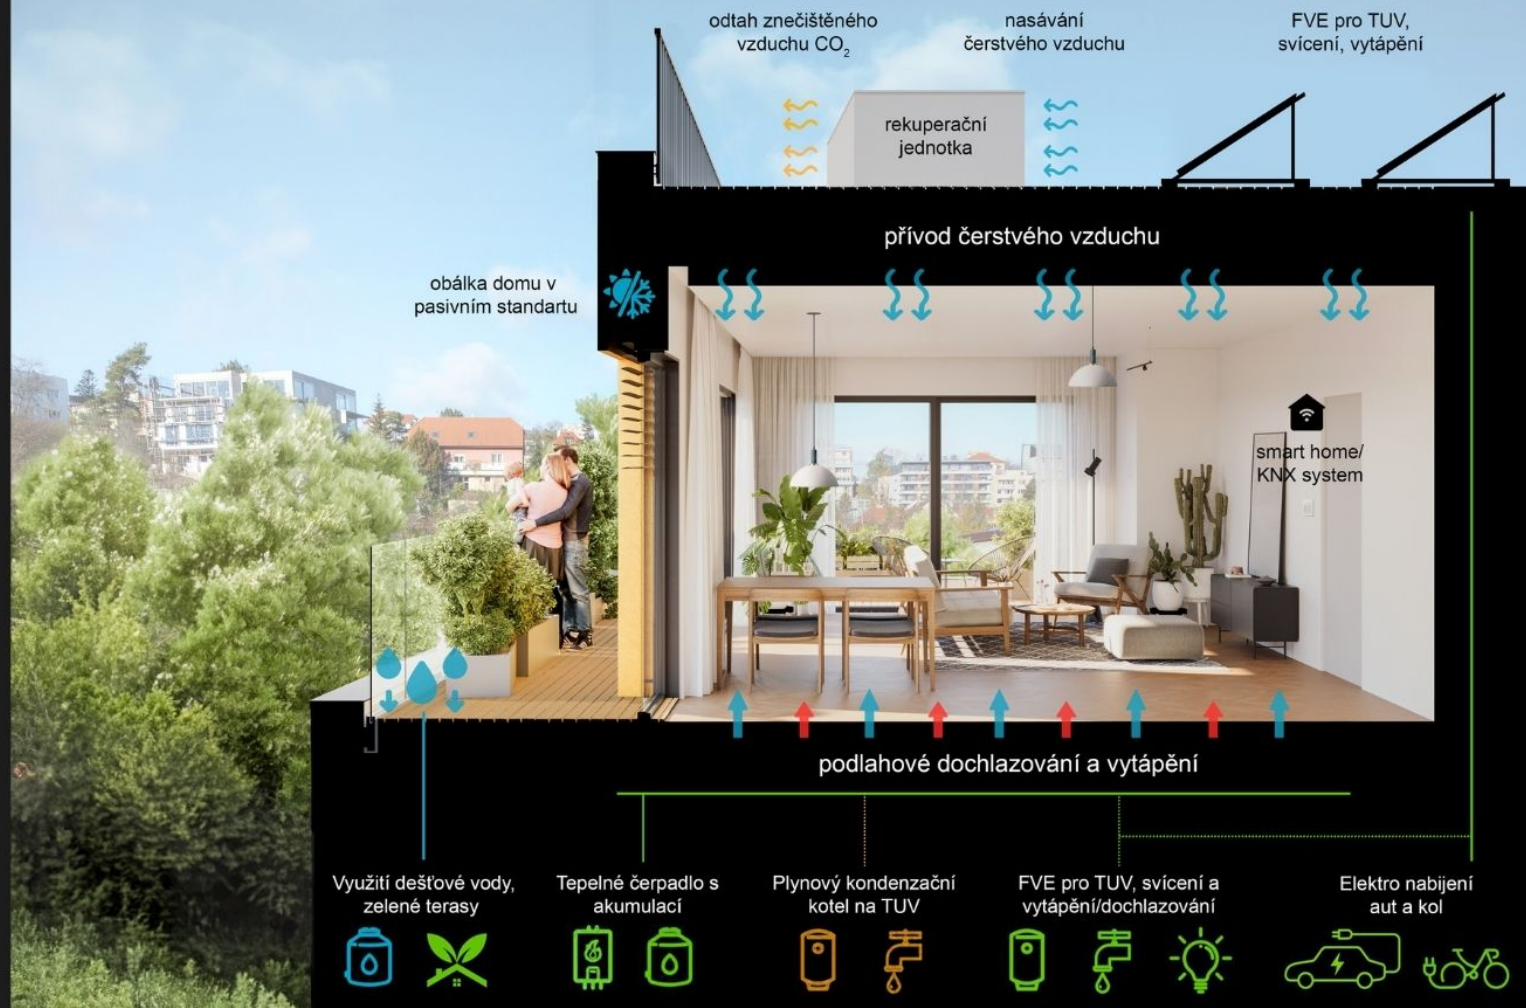 odtah znečištěného
vzduchu CO₂
nasávání
čerstvého vzduchu
FVE pro TUV,
svícení, vytápění
rekuperační
jednotka
přívod čerstvého vzduchu
obálka domu v
pasivním standartu
smart home/
KNX system
podlahové dochlazování a vytápění
Využití dešťové vody,
zelené terasy
Tepelné čerpadlo s
akumulací
Plynový kondenzační
kotel na TUV
FVE pro TUV, svícení a
vytápění/dochlazování
Elektro nabijení
aut a kol